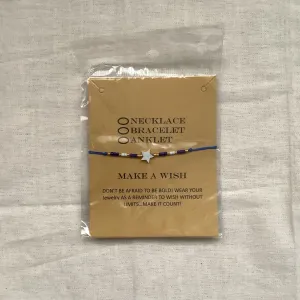 NECKLACE
BRACELET
ANKLET
MAKE A WISH
DON'T BE AFRAID TO BE BOLD! WEAR YOUR
Jewelry AS A REMINDER TO WISH WITHOUT
LIMITS...MAKE IT COUNT!